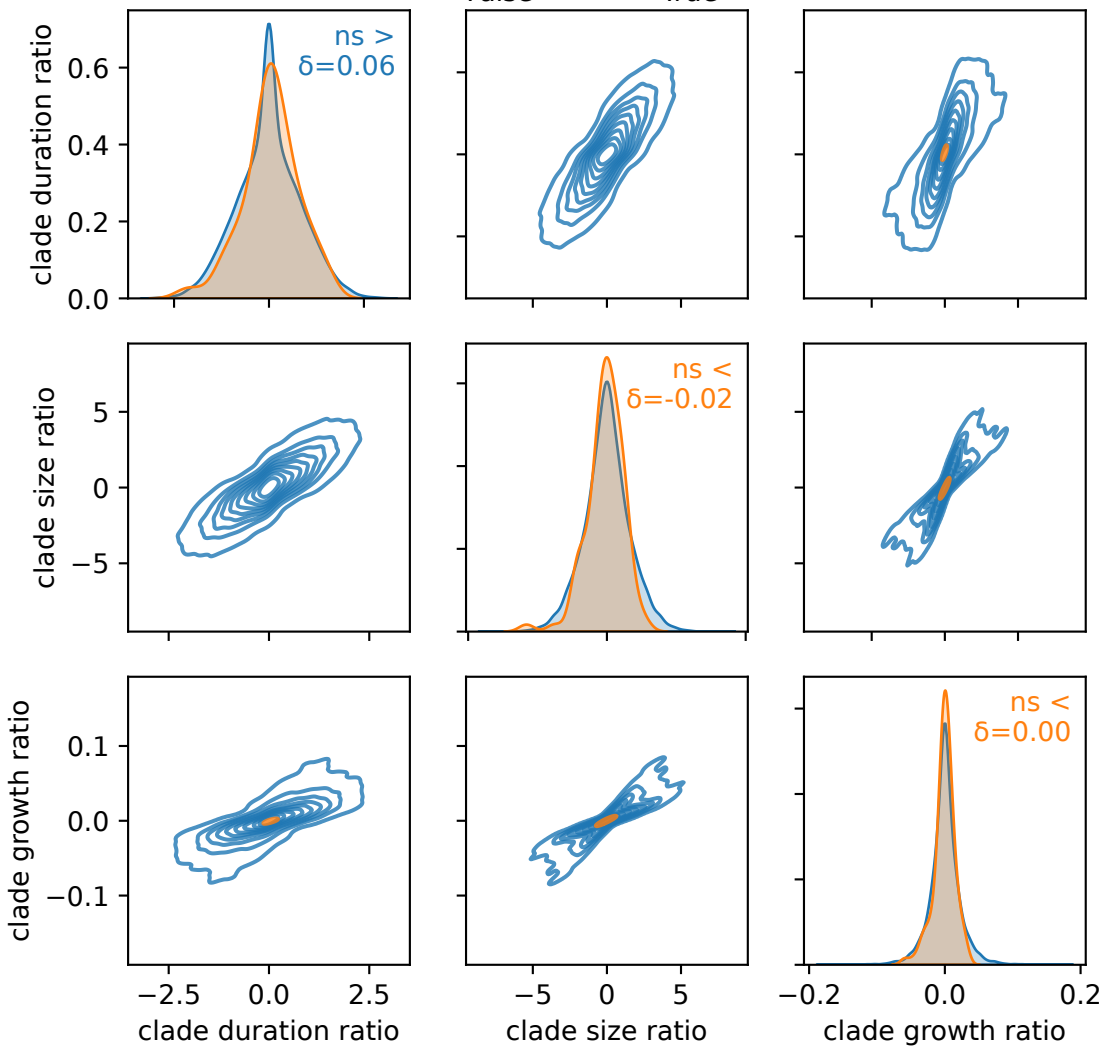 clade duration ratio
0.6
0.4
0.2
0.0
ns >
δ=0.06
clade size ratio
5
0
−5
ns <
δ=-0.02
clade growth ratio
0.1
0.0
−0.1
ns <
δ=0.00
−2.5 0.0 2.5
clade duration ratio
−5 0 5
clade size ratio
−0.2 0.0 0.2
clade growth ratio